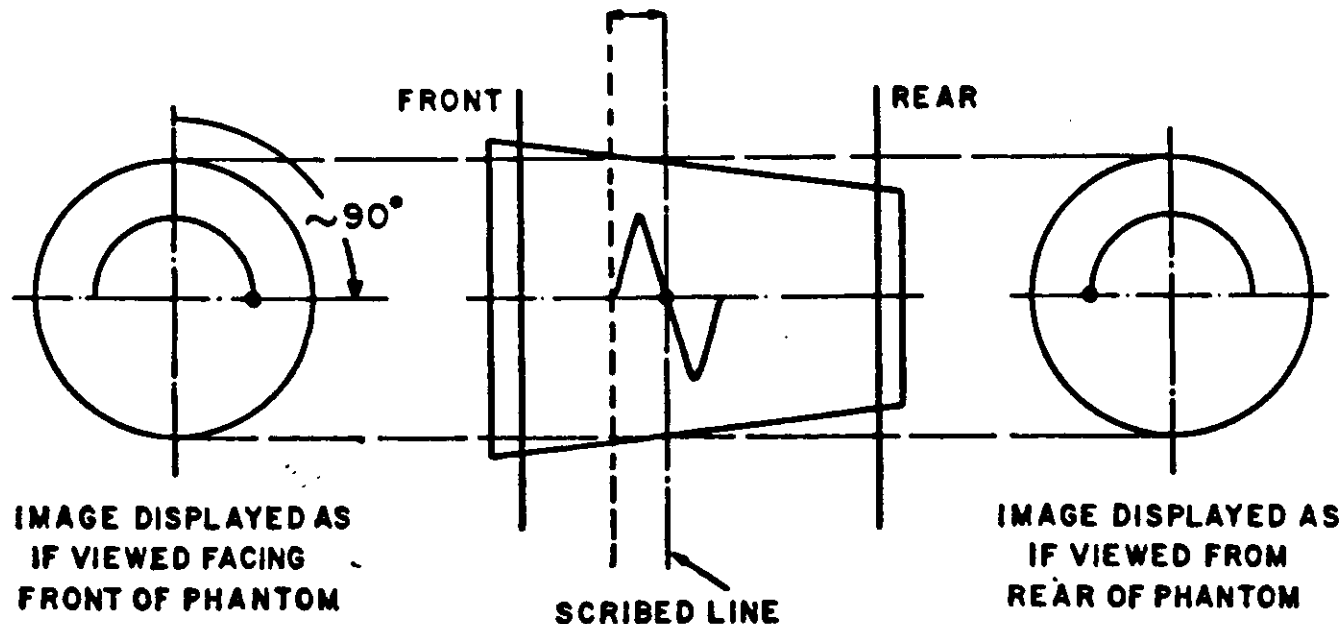 FRONT
REAR
~90°
IMAGE DISPLAYED AS
IF VIEWED FACING
FRONT OF PHANTOM
SCRIBED LINE
IMAGE DISPLAYED AS
IF VIEWED FROM
REAR OF PHANTOM